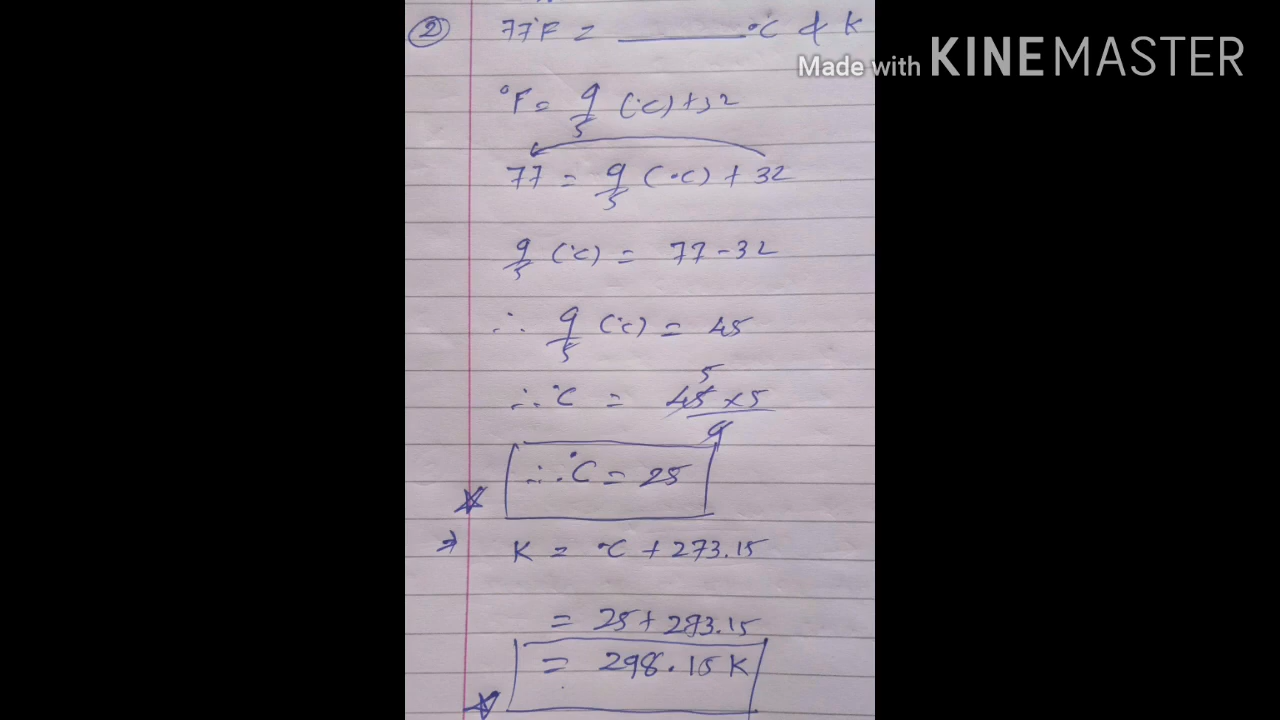 ② 77°F = ________°C & K
Made with KINEMASTER
°F = 9/5 (°C) + 32
77 = 9/5 (°C) + 32
9/5 (°C) = 77 - 32
∴ 9/5 (°C) = 45
5
∴ °C = 45 × 5 / 9
∴ °C = 25
⇒ K = °C + 273.15
= 25 + 273.15
= 298.15 K